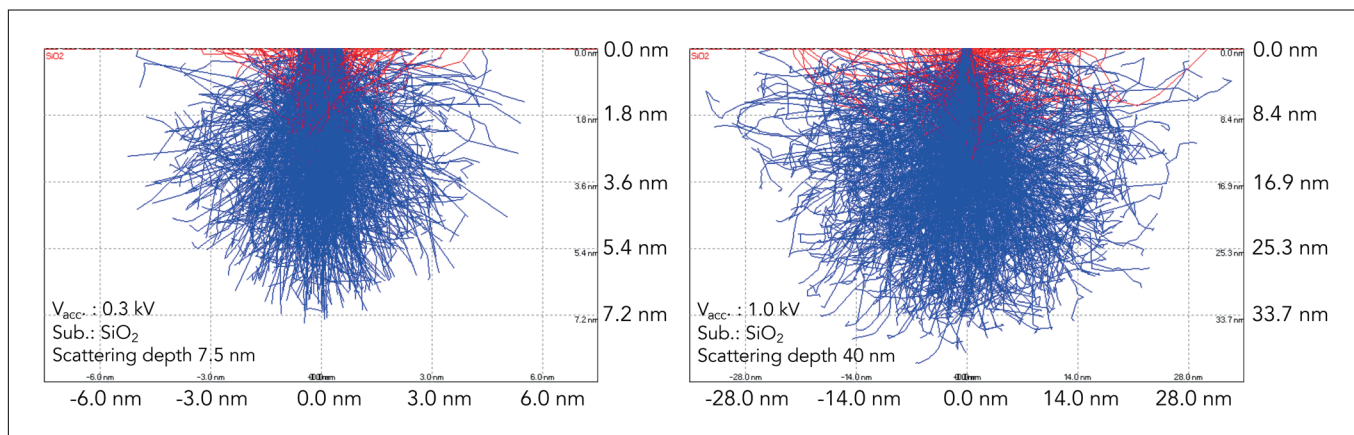 SiO2
0.0 nm
0.0 nm
1.8 nm
1.8 nm
3.6 nm
3.6 nm
5.4 nm
5.4 nm
7.2 nm
7.2 nm
Vacc. : 0.3 kV
Sub.: SiO2
Scattering depth 7.5 nm
-6.0 nm
-3.0 nm
3.0 nm
6.0 nm
-6.0 nm
-3.0 nm
0.0 nm
3.0 nm
6.0 nm
SiO2
0.0 nm
0.0 nm
8.4 nm
8.4 nm
16.9 nm
16.9 nm
25.3 nm
25.3 nm
33.7 nm
33.7 nm
Vacc. : 1.0 kV
Sub.: SiO2
Scattering depth 40 nm
-28.0 nm
-14.0 nm
14.0 nm
28.0 nm
-28.0 nm
-14.0 nm
0.0 nm
14.0 nm
28.0 nm